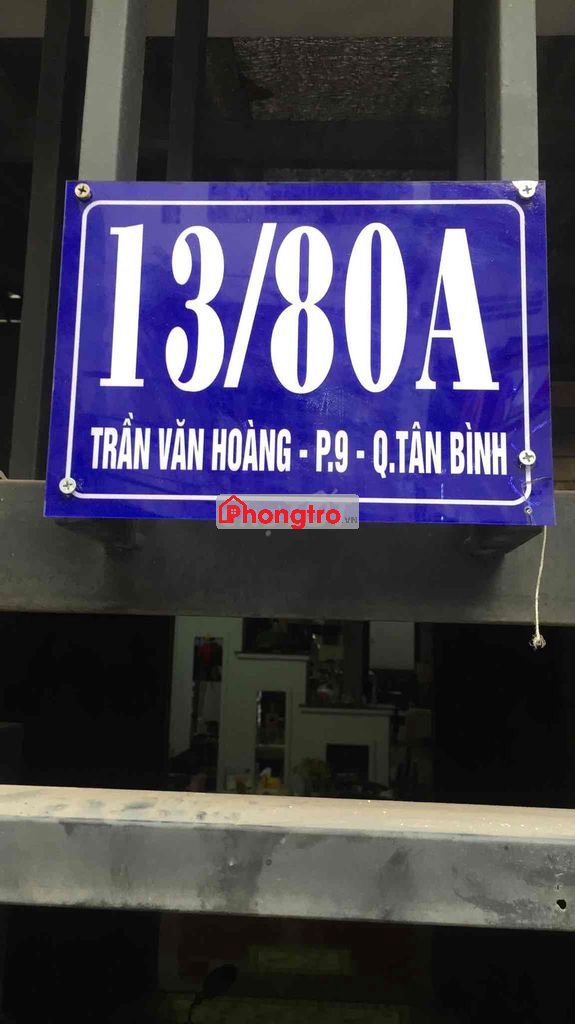 13/80A
TRẦN VĂN HOÀNG - P.9 - Q.TÂN BÌNH
Phongtro.VN